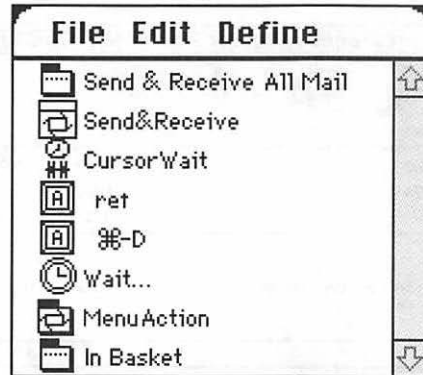 File Edit Define
Send & Receive All Mail
Send&Receive
CursorWait
ret
⌘-D
Wait...
MenuAction
In Basket